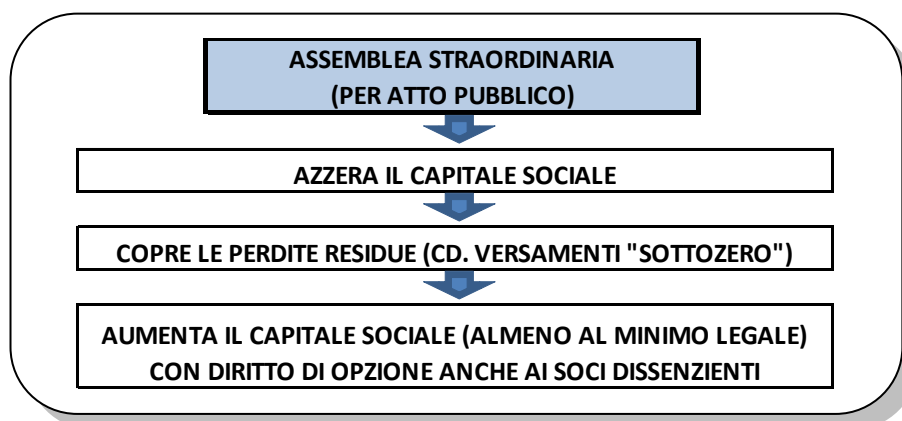 ASSEMBLEA STRAORDINARIA
(PER ATTO PUBBLICO)
AZZERA IL CAPITALE SOCIALE
COPRE LE PERDITE RESIDUE (CD. VERSAMENTI "SOTTOZERO")
AUMENTA IL CAPITALE SOCIALE (ALMENO AL MINIMO LEGALE)
CON DIRITTO DI OPZIONE ANCHE AI SOCI DISSENZIENTI